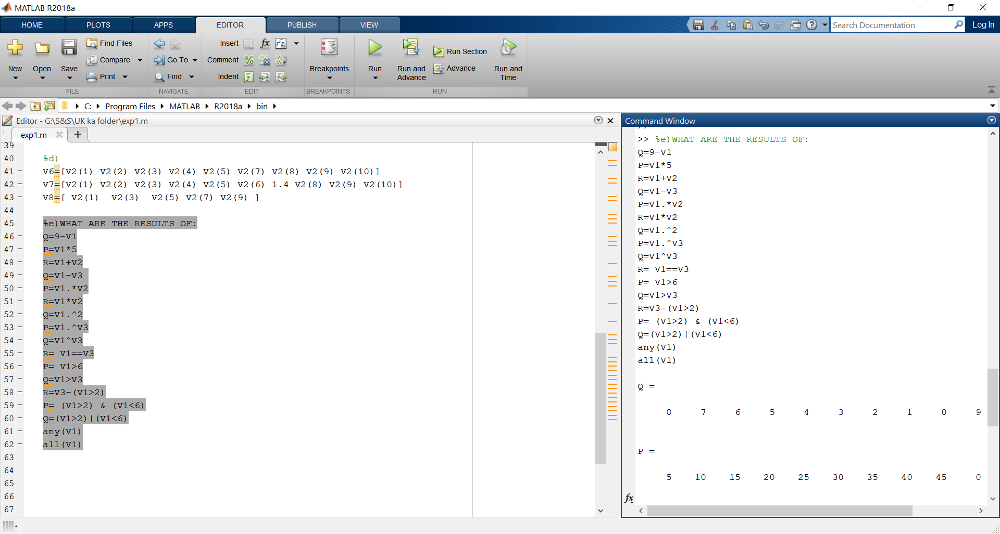 MATLAB R2018a
HOME PLOTS APPS EDITOR PUBLISH VIEW
Search Documentation
Log In
New
Open
Save
Find Files
Compare
Print
FILE
Go To
Find
NAVIGATE
Insert
Comment
Indent
EDIT
Breakpoints
BREAKPOINTS
Run
Run and Advance
Run Section
Advance
Run and Time
RUN
C: Program Files MATLAB R2018a bin
Editor - G:\S&S\UK ka folder\exp1.m
exp1.m
39
40 %d)
41 V6=[V2(1) V2(2) V2(3) V2(4) V2(5) V2(7) V2(8) V2(9) V2(10)]
42 V7=[V2(1) V2(2) V2(3) V2(4) V2(5) V2(6) 1.4 V2(8) V2(9) V2(10)]
43 V8=[ V2(1)  V2(3)  V2(5) V2(7) V2(9) ]
44
45 %e)WHAT ARE THE RESULTS OF:
46 Q=9-V1
47 P=V1*5
48 R=V1+V2
49 Q=V1-V3
50 P=V1.*V2
51 R=V1*V2
52 Q=V1.^2
53 P=V1.^V3
54 Q=V1^V3
55 R= V1==V3
56 P= V1>6
57 Q=V1>V3
58 R=V3-(V1>2)
59 P= (V1>2) & (V1<6)
60 Q=(V1>2)|(V1<6)
61 any(V1)
62 all(V1)
63
64
65
66
67
Command Window
>> %e)WHAT ARE THE RESULTS OF:
Q=9-V1
P=V1*5
R=V1+V2
Q=V1-V3
P=V1.*V2
R=V1*V2
Q=V1.^2
P=V1.^V3
Q=V1^V3
R= V1==V3
P= V1>6
Q=V1>V3
R=V3-(V1>2)
P= (V1>2) & (V1<6)
Q=(V1>2)|(V1<6)
any(V1)
all(V1)
Q =
8 7 6 5 4 3 2 1 0 9
P =
5 10 15 20 25 30 35 40 45 0
fx